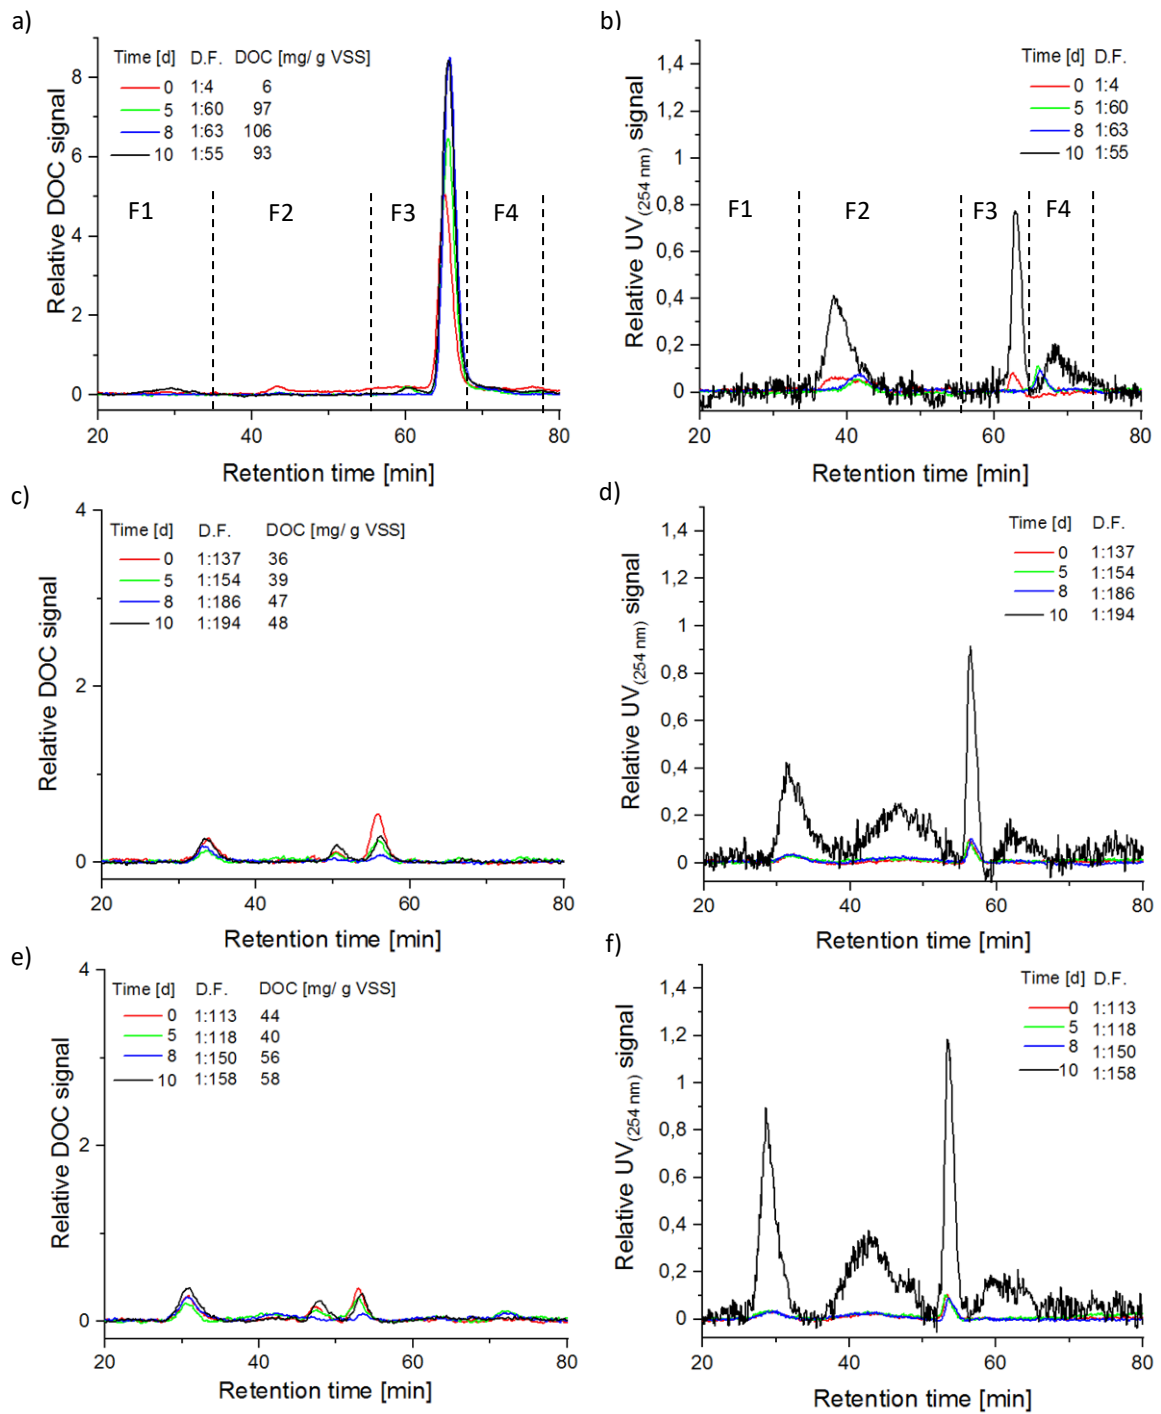 a)
Time [d] D.F. DOC [mg/ g VSS]
0 1:4 6
5 1:60 97
8 1:63 106
10 1:55 93
F1 F2 F3 F4
8
6
4
2
0
20 40 60 80
Relative DOC signal
Retention time [min]
b)
Time [d] D.F.
0 1:4
5 1:60
8 1:63
10 1:55
F1 F2 F3 F4
1,4
1,2
1
0,8
0,6
0,4
0,2
0
20 40 60 80
Relative UV(254 nm) signal
Retention time [min]
c)
Time [d] D.F. DOC [mg/ g VSS]
0 1:137 36
5 1:154 39
8 1:186 47
10 1:194 48
4
2
0
20 40 60 80
Relative DOC signal
Retention time [min]
d)
Time [d] D.F.
0 1:137
5 1:154
8 1:186
10 1:194
1,4
1,2
1
0,8
0,6
0,4
0,2
0
20 40 60 80
Relative UV(254 nm) signal
Retention time [min]
e)
Time [d] D.F. DOC [mg/ g VSS]
0 1:113 44
5 1:118 40
8 1:150 56
10 1:158 58
4
2
0
20 40 60 80
Relative DOC signal
Retention time [min]
f)
Time [d] D.F.
0 1:113
5 1:118
8 1:150
10 1:158
1,4
1,2
1
0,8
0,6
0,4
0,2
0
20 40 60 80
Relative UV(254 nm) signal
Retention time [min]